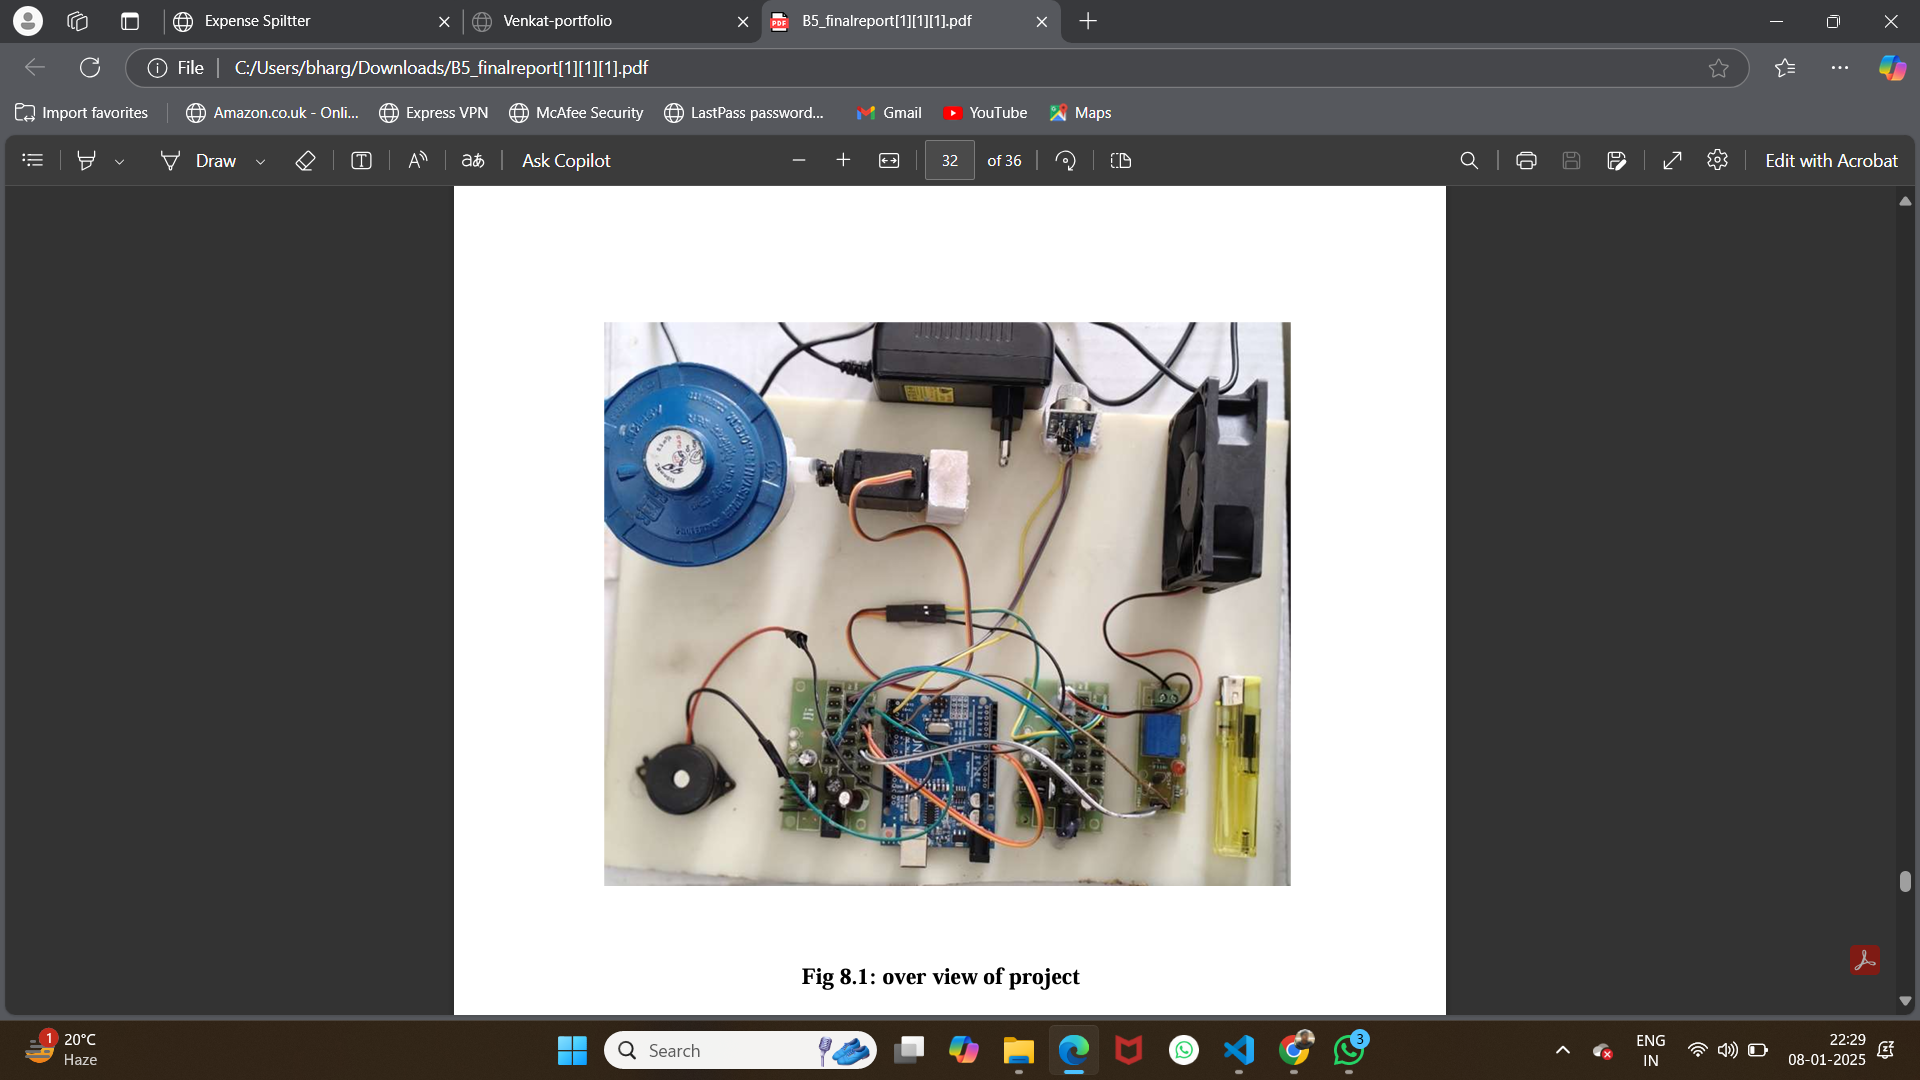 Expense Spiltter
Venkat-portfolio
B5_finalreport[1][1][1].pdf
File
C:/Users/bharg/Downloads/B5_finalreport[1][1][1].pdf
Import favorites
Amazon.co.uk - Onli...
Express VPN
McAfee Security
LastPass password...
Gmail
YouTube
Maps
Draw
aあ
Ask Copilot
32
of 36
Edit with Acrobat
Fig 8.1: over view of project
1
20°C
Haze
Search
3
ENG
IN
22:29
08-01-2025